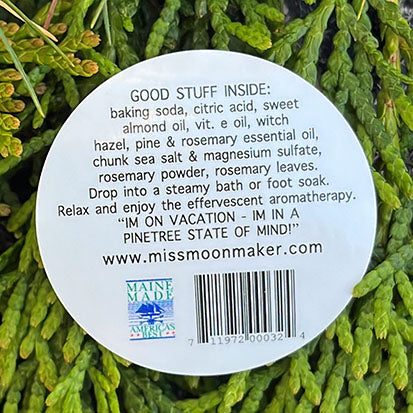 GOOD STUFF INSIDE:
baking soda, citric acid, sweet
almond oil, vit. e oil, witch
hazel, pine & rosemary essential oil,
chunk sea salt & magnesium sulfate,
rosemary powder, rosemary leaves.
Drop into a steamy bath or foot soak.
Relax and enjoy the effervescent aromatherapy.
"IM ON VACATION - IM IN A
PINETREE STATE OF MIND!"
www.missmoonmaker.com
MAINE
MADE
AMERICA'S
BEST
7 11972 00032 4